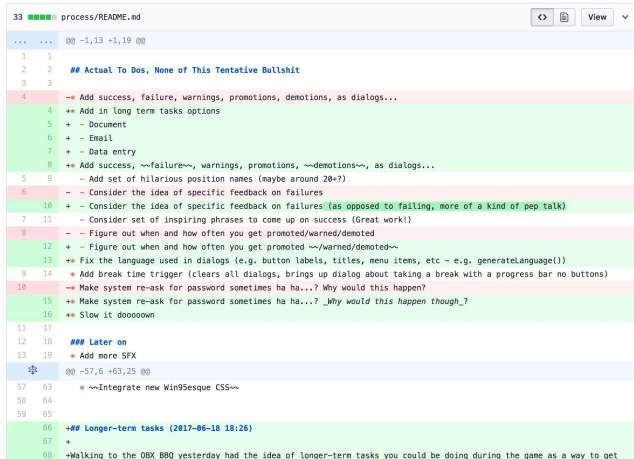 33 process/README.md View
... ... @@ -1,13 +1,19 @@
1 1
2 2 ## Actual To Dos, None of This Tentative Bullshit
3 3
4 -* Add success, failure, warnings, promotions, demotions, as dialogs...
4 +* Add in long term tasks options
5 + - Document
6 + - Email
7 + - Data entry
8 +* Add success, ~~failure~~, warnings, promotions, ~~demotions~~, as dialogs...
5 9 - Add set of hilarious position names (maybe around 20+?)
6 - - Consider the idea of specific feedback on failures
10 + - Consider the idea of specific feedback on failures (as opposed to failing, more of a kind of pep talk)
7 11 - Consider set of inspiring phrases to come up on success (Great work!)
8 - - Figure out when and how often you get promoted/warned/demoted
12 + - Figure out when and how often you get promoted ~~/warned/demoted~~
13 +* Fix the language used in dialogs (e.g. button labels, titles, menu items, etc - e.g. generateLanguage())
9 14 * Add break time trigger (clears all dialogs, brings up dialog about taking a break with a progress bar no buttons)
10 -* Make system re-ask for password sometimes ha ha...? Why would this happen?
15 +* Make system re-ask for password sometimes ha ha...? _Why would this happen though_?
16 +* Slow it dooooown
11 17
12 18 ### Later on
13 19 * Add more SFX
@@ -57,6 +63,25 @@
57 63 * ~~Integrate new Win95esque CSS~~
58 64
59 65
66 +## Longer-term tasks (2017-06-18 18:26)
67 +
68 +Walking to the OBX BBQ yesterday had the idea of longer-term tasks you could be doing during the game as a way to get